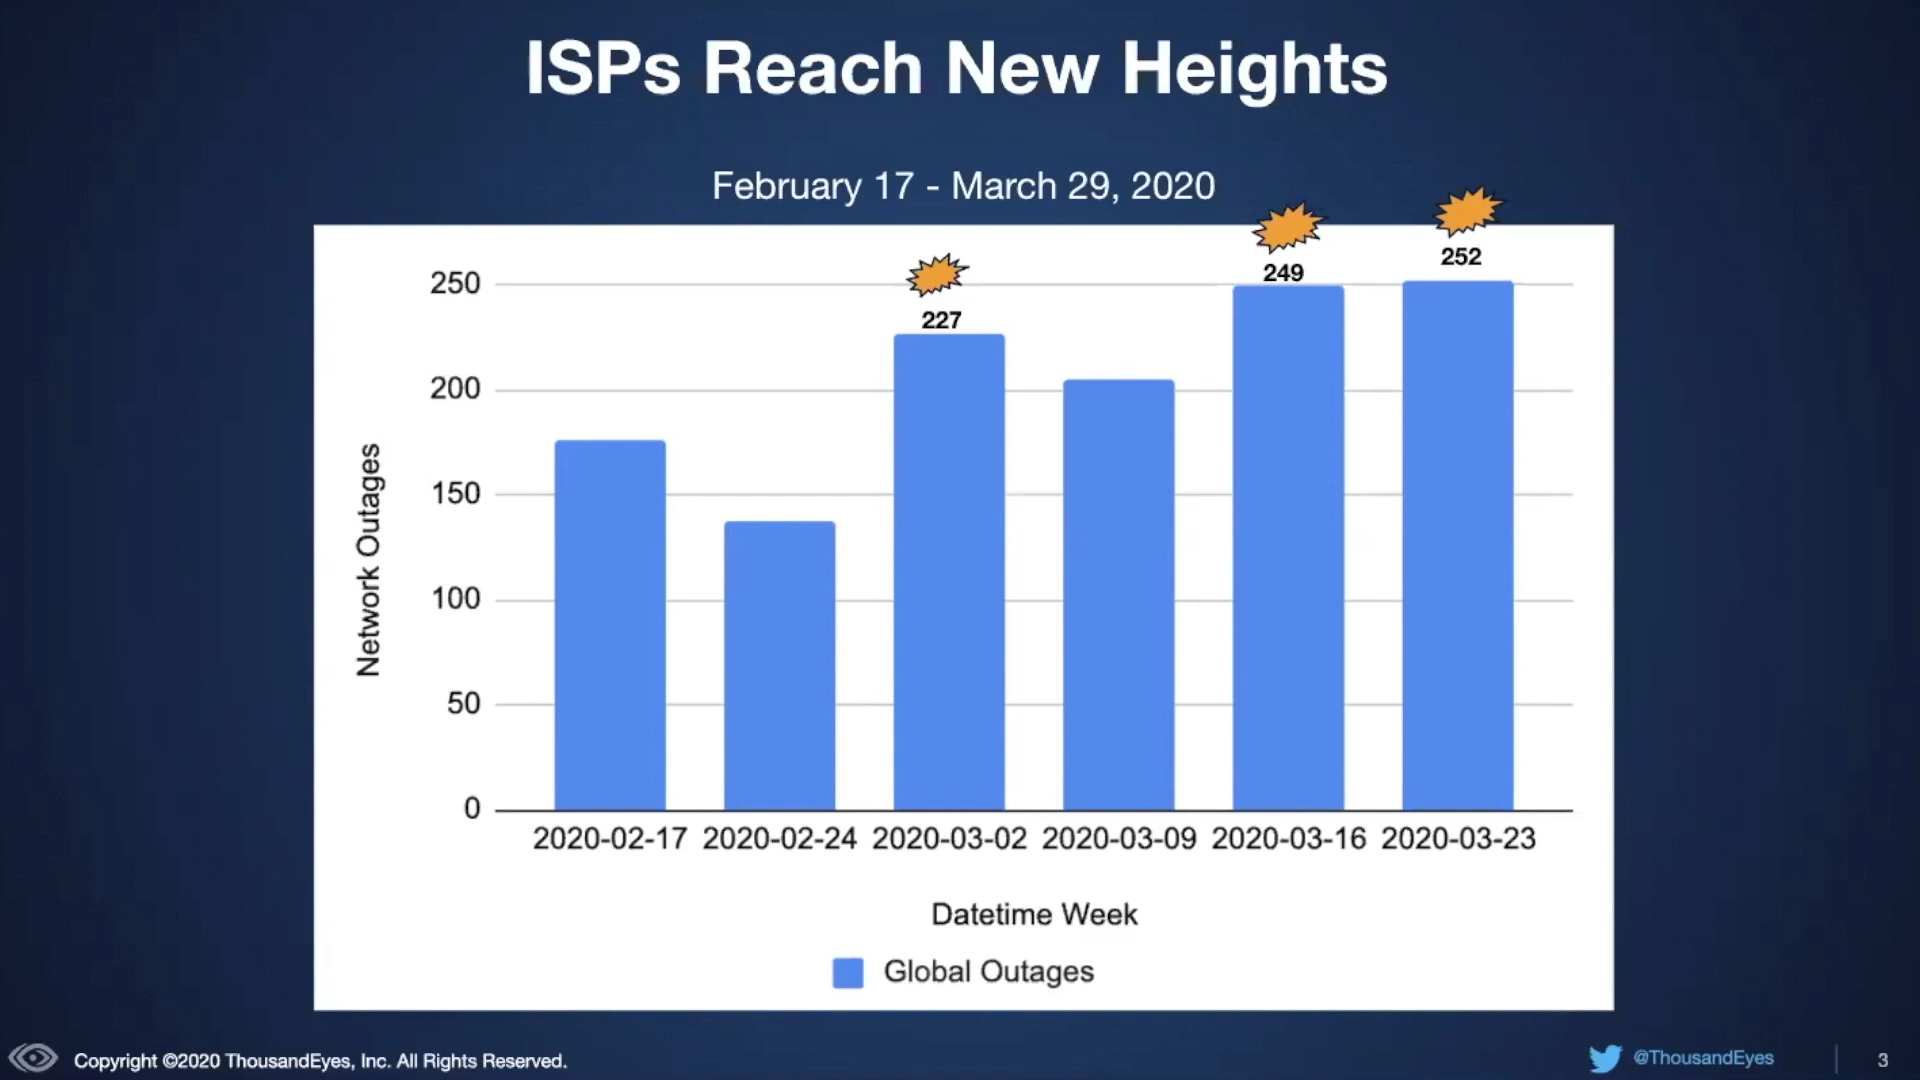 ISPs Reach New Heights
February 17 - March 29, 2020
252
249
227
250
200
150
100
50
0
Network Outages
2020-02-17 2020-02-24 2020-03-02 2020-03-09 2020-03-16 2020-03-23
Datetime Week
Global Outages
Copyright ©2020 ThousandEyes, Inc. All Rights Reserved.
@ThousandEyes
3